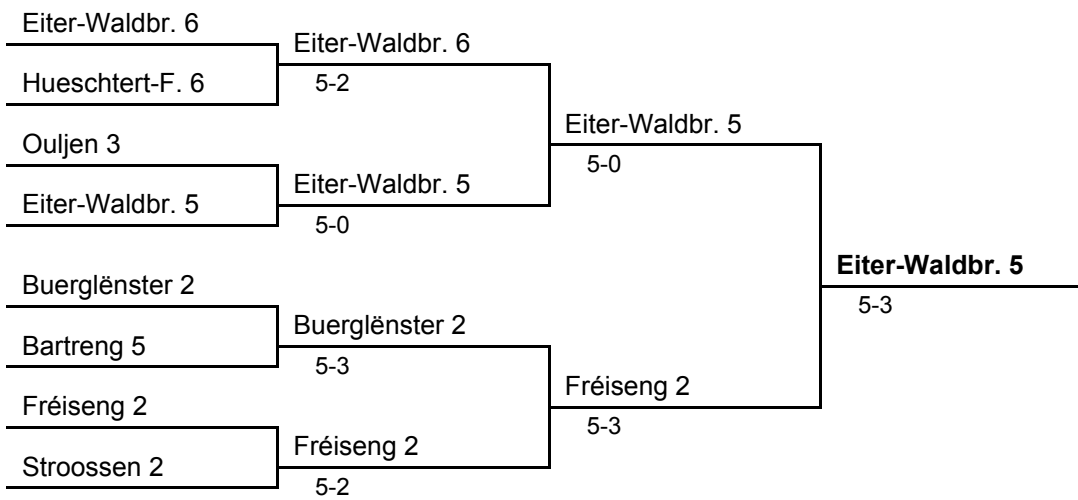 Eiter-Waldbr. 6
Eiter-Waldbr. 6
Hueschtert-F. 6
5-2
Eiter-Waldbr. 5
Ouljen 3
5-0
Eiter-Waldbr. 5
Eiter-Waldbr. 5
5-0
Eiter-Waldbr. 5
Buerglënster 2
5-3
Buerglënster 2
Bartreng 5
5-3
Fréiseng 2
Fréiseng 2
5-3
Fréiseng 2
Stroossen 2
5-2